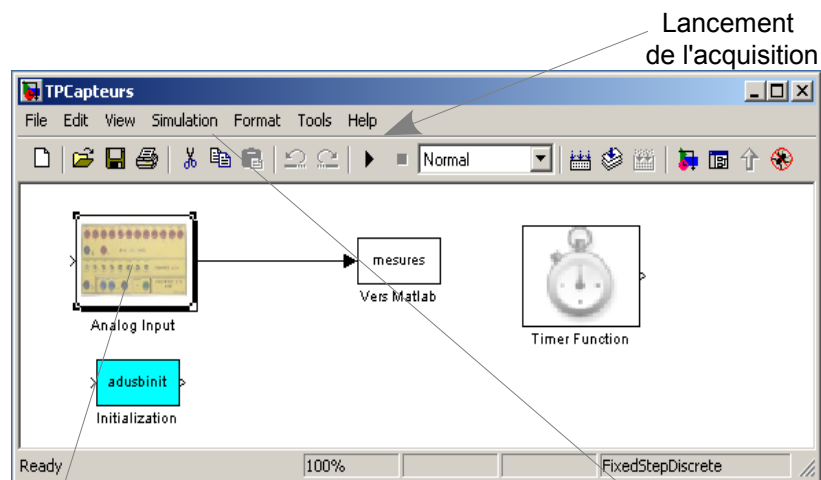 Lancement
de l'acquisition
TPCapteurs
File Edit View Simulation Format Tools Help
Normal
mesures
Vers Matlab
Analog Input
Timer Function
adusbinit
Initialization
Ready 100% FixedStepDiscrete